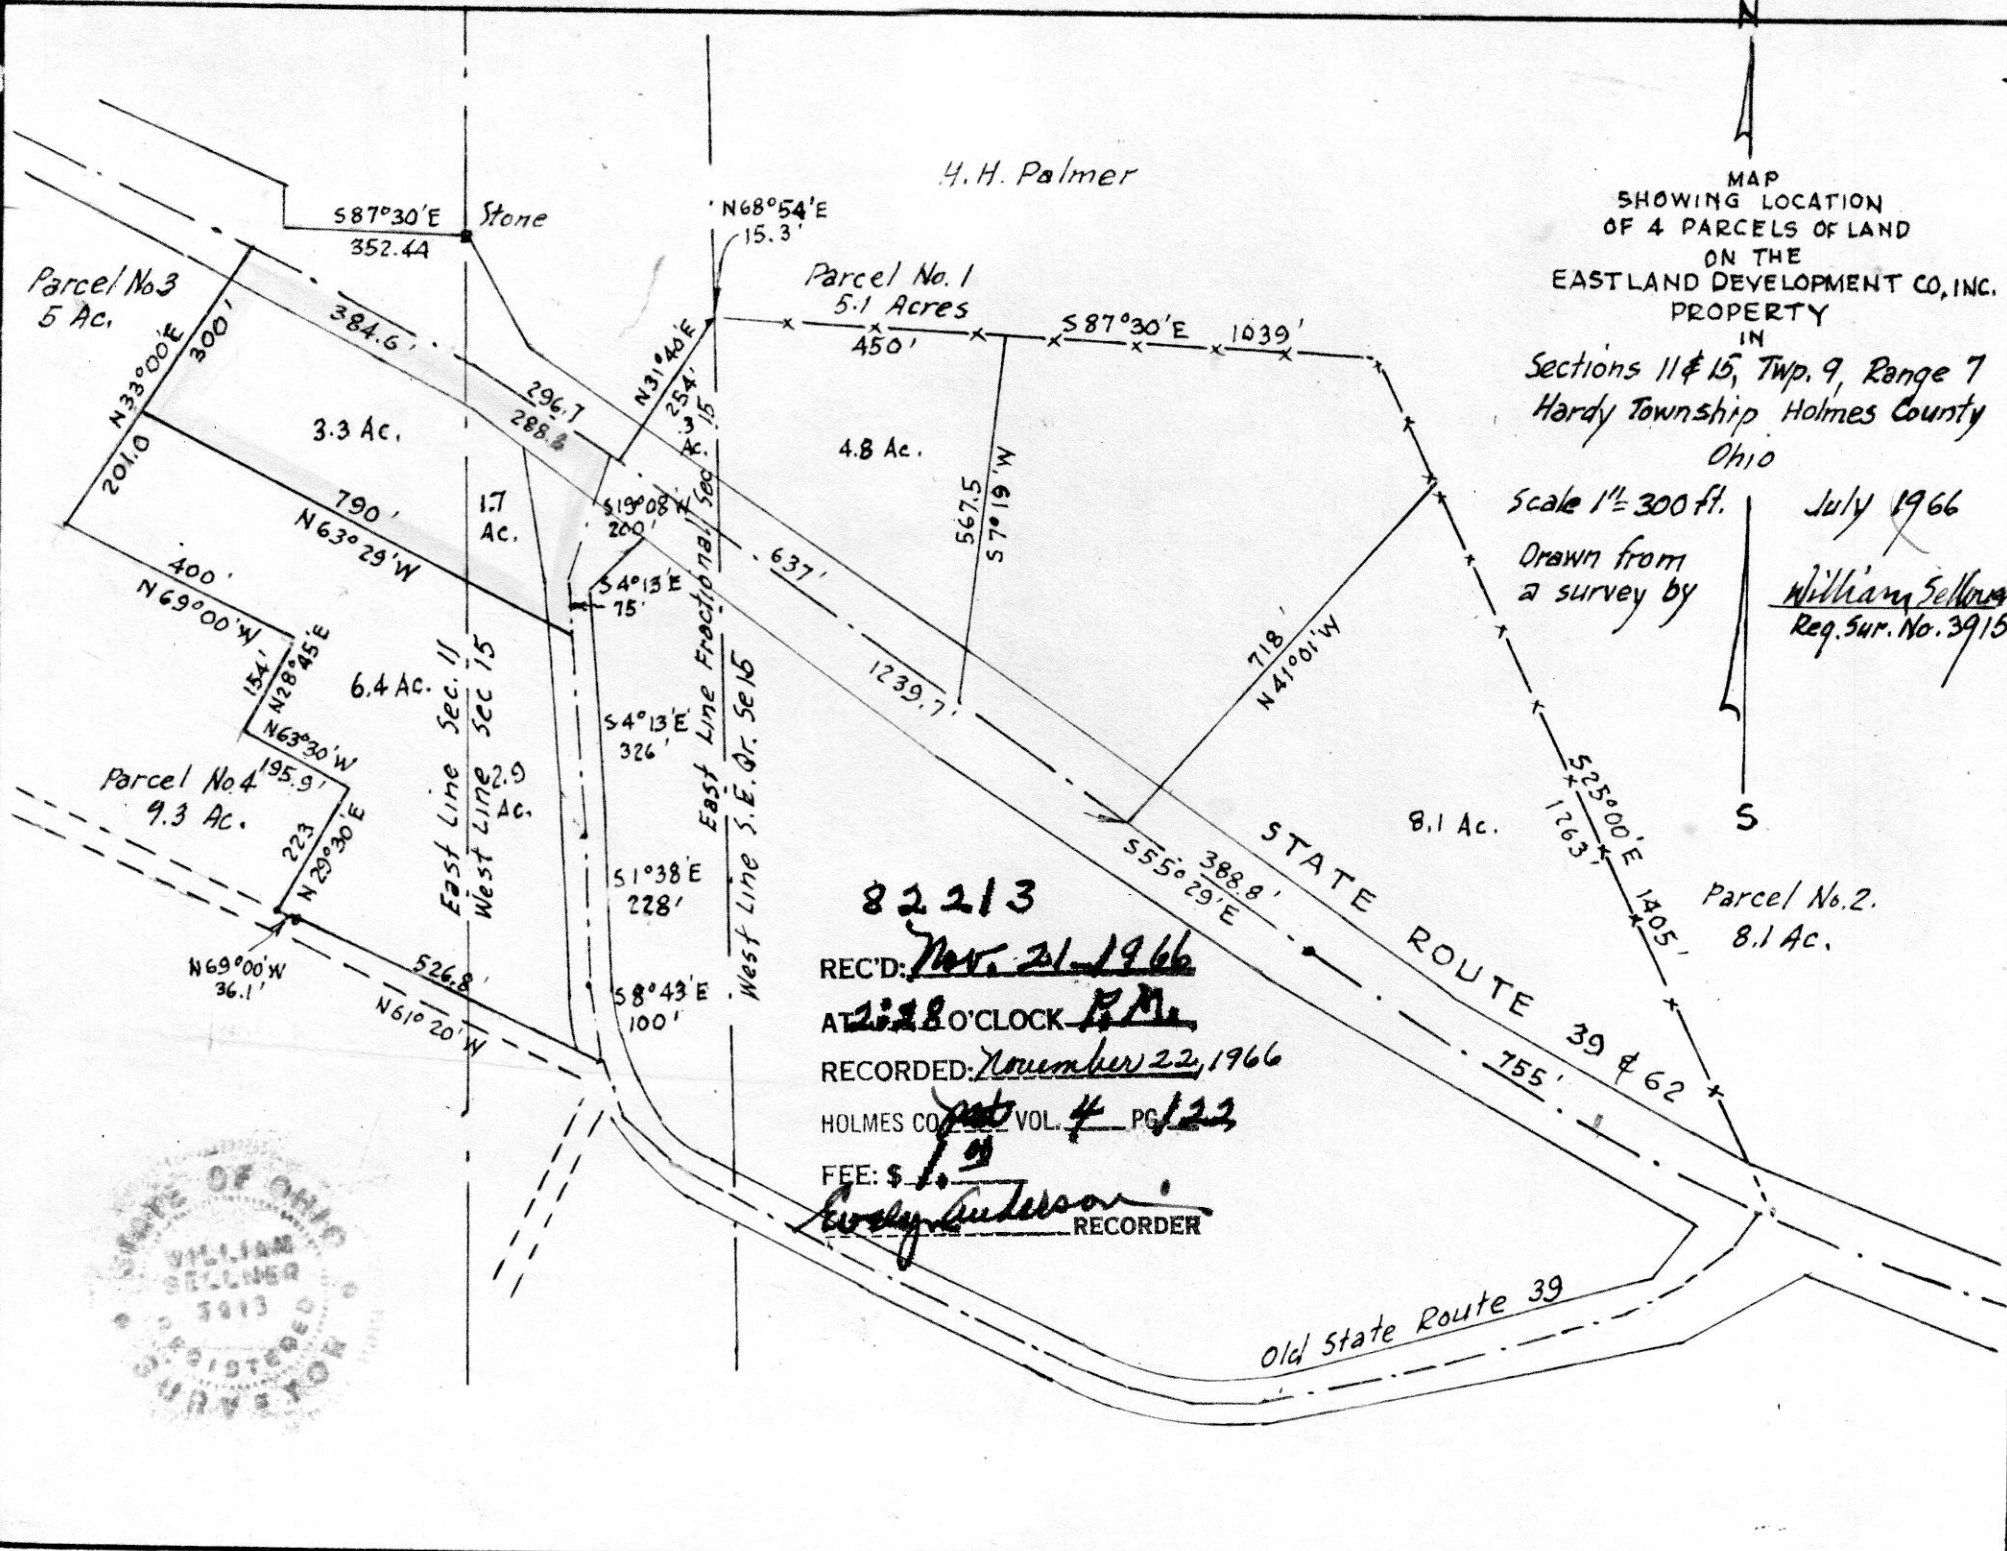 N
MAP
SHOWING LOCATION
OF 4 PARCELS OF LAND
ON THE
EASTLAND DEVELOPMENT CO, INC.
PROPERTY
IN
Sections 11 & 15, Twp. 9, Range 7
Hardy Township Holmes County
Ohio
Scale 1"= 300 ft.
July 1966
Drawn from
a survey by
William Sellner
Reg. Sur. No. 3915
S
H. H. Palmer
S87°30'E
352.44
Stone
N68°54'E
15.3'
Parcel No. 1
5.1 Acres
450'
S87°30'E 1039'
Parcel No3
5 Ac.
N33°00'E
300'
384.6'
296.7
288.8
N31°40'E
254'
.3
Ac.
3.3 Ac.
4.8 Ac.
201.0
790'
N63°29'W
1.7
Ac.
S19°08'W
200'
637'
567.5
S7°19'W
S4°13'E
75'
400'
N69°00'W
154'
N28°45'E
6.4 Ac.
718'
N41°01'W
1239.7'
S4°13'E
326'
N63°30'W
195.9'
Parcel No.4
9.3 Ac.
2.9
Ac.
East Line Sec. 11
West Line Sec 15
East Line Fractional Sec 15
West Line S.E. Qr. Se 15
223
N29°30'E
S25°00'E 1405'
1263'
8.1 Ac.
Parcel No. 2.
8.1 Ac.
388.8'
S55°29'E
S1°38'E
228'
STATE ROUTE 39 & 62
N69°00'W
36.1'
526.8'
N61°20'W
S8°43'E
100'
755'
82213
REC'D: Nov. 21-1966
AT 2:28 O'CLOCK P.M.
RECORDED: November 22, 1966
HOLMES CO. Plat VOL. 4 PG 122
FEE: $ 1.00
Evelyn Anderson
RECORDER
Old State Route 39
STATE OF OHIO
WILLIAM
SELLNER
REGISTERED
SURVEYOR